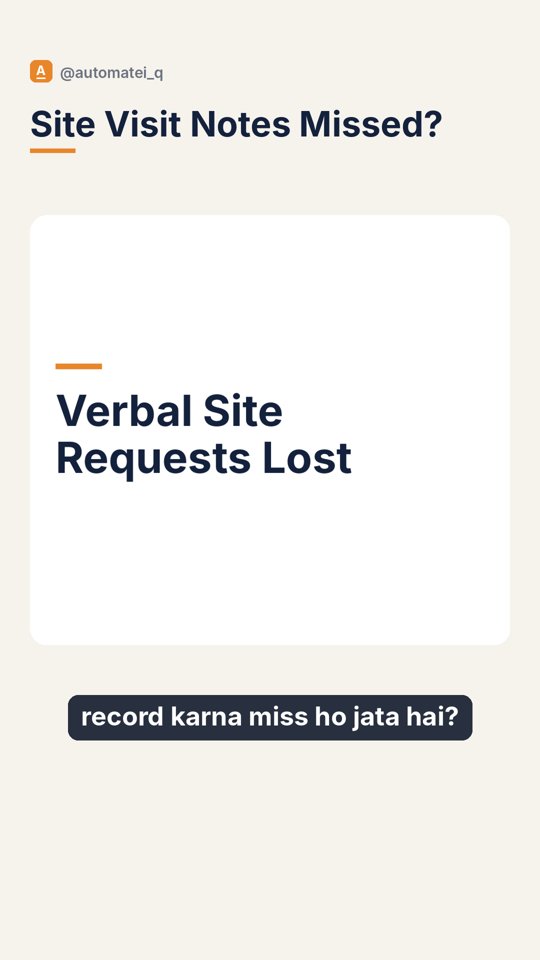 A
@automatei_q
Site Visit Notes Missed?
Verbal Site
Requests Lost
record karna miss ho jata hai?